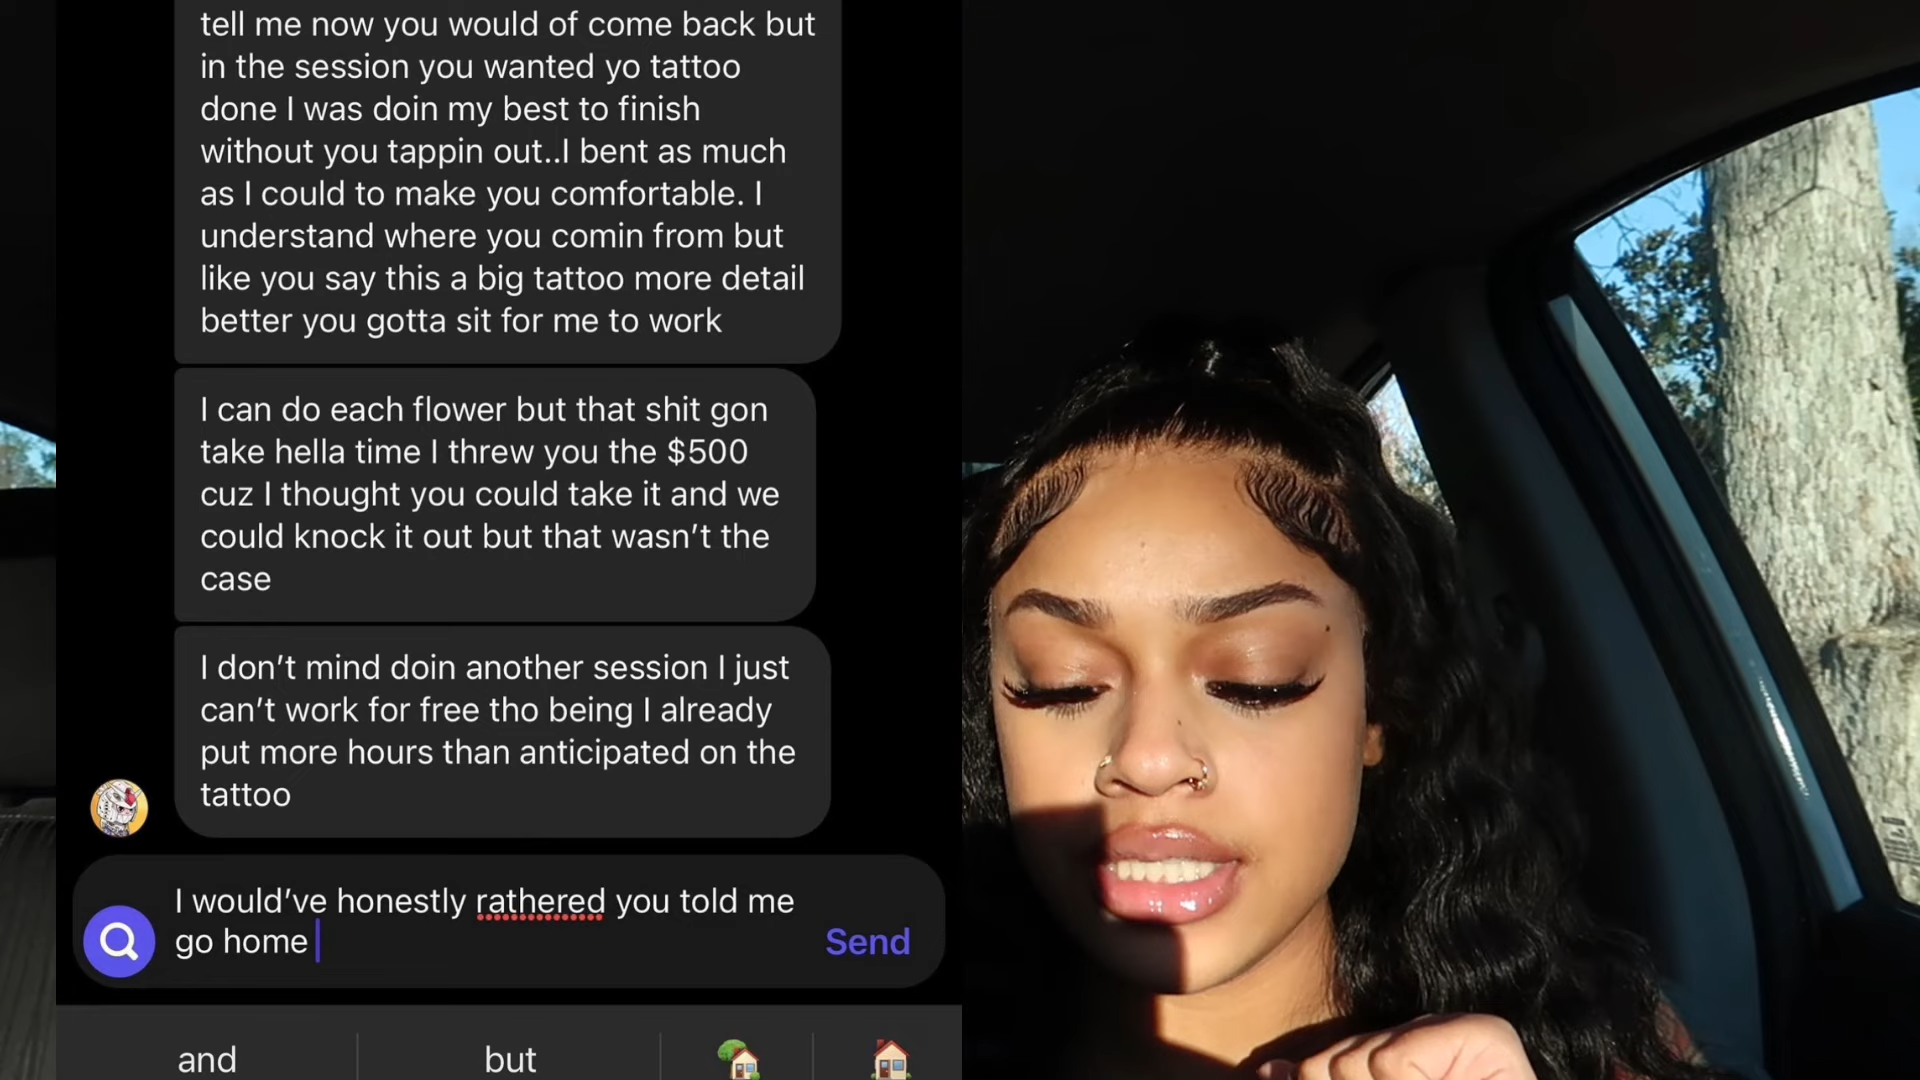 tell me now you would of come back but
in the session you wanted yo tattoo
done I was doin my best to finish
without you tappin out..I bent as much
as I could to make you comfortable. I
understand where you comin from but
like you say this a big tattoo more detail
better you gotta sit for me to work
I can do each flower but that shit gon
take hella time I threw you the $500
cuz I thought you could take it and we
could knock it out but that wasn't the
case
I don't mind doin another session I just
can't work for free tho being I already
put more hours than anticipated on the
tattoo
I would've honestly rathered you told me
go home
Send
and
but